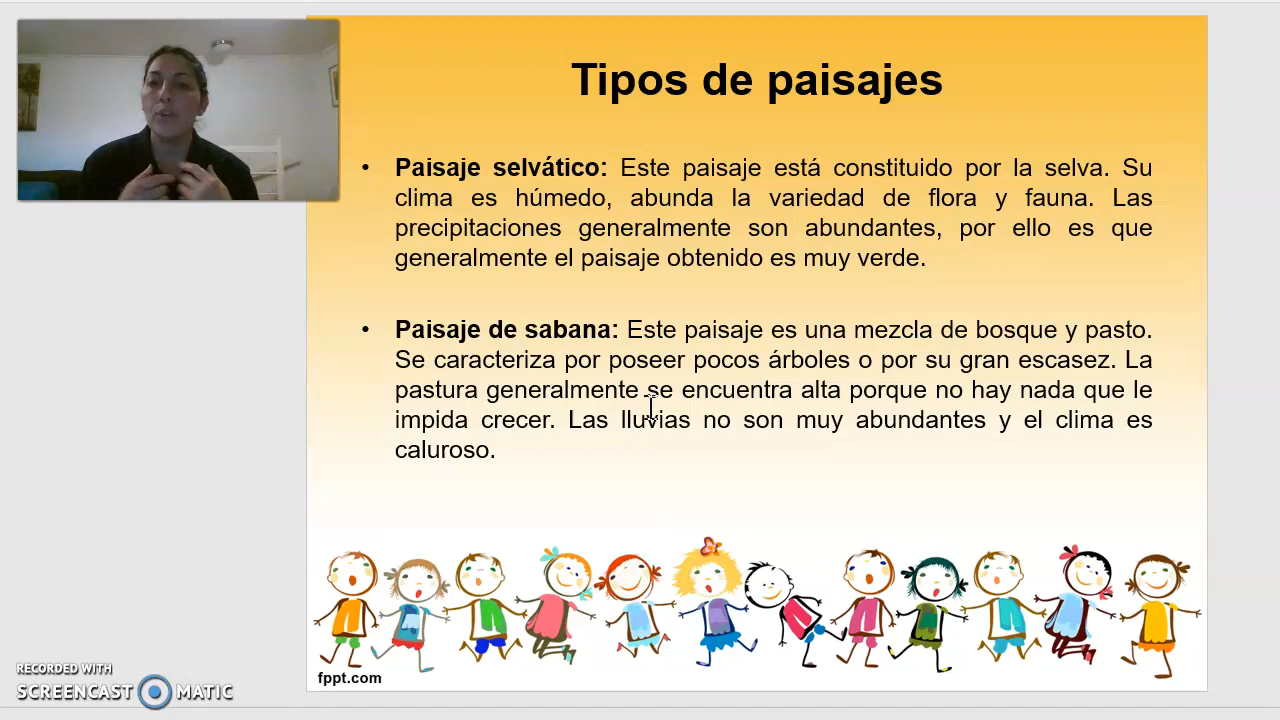 Tipos de paisajes
• Paisaje selvático: Este paisaje está constituido por la selva. Su
clima es húmedo, abunda la variedad de flora y fauna. Las
precipitaciones generalmente son abundantes, por ello es que
generalmente el paisaje obtenido es muy verde.
• Paisaje de sabana: Este paisaje es una mezcla de bosque y pasto.
Se caracteriza por poseer pocos árboles o por su gran escasez. La
pastura generalmente se encuentra alta porque no hay nada que le
impida crecer. Las lluvias no son muy abundantes y el clima es
caluroso.
fppt.com
RECORDED WITH
SCREENCAST MATIC